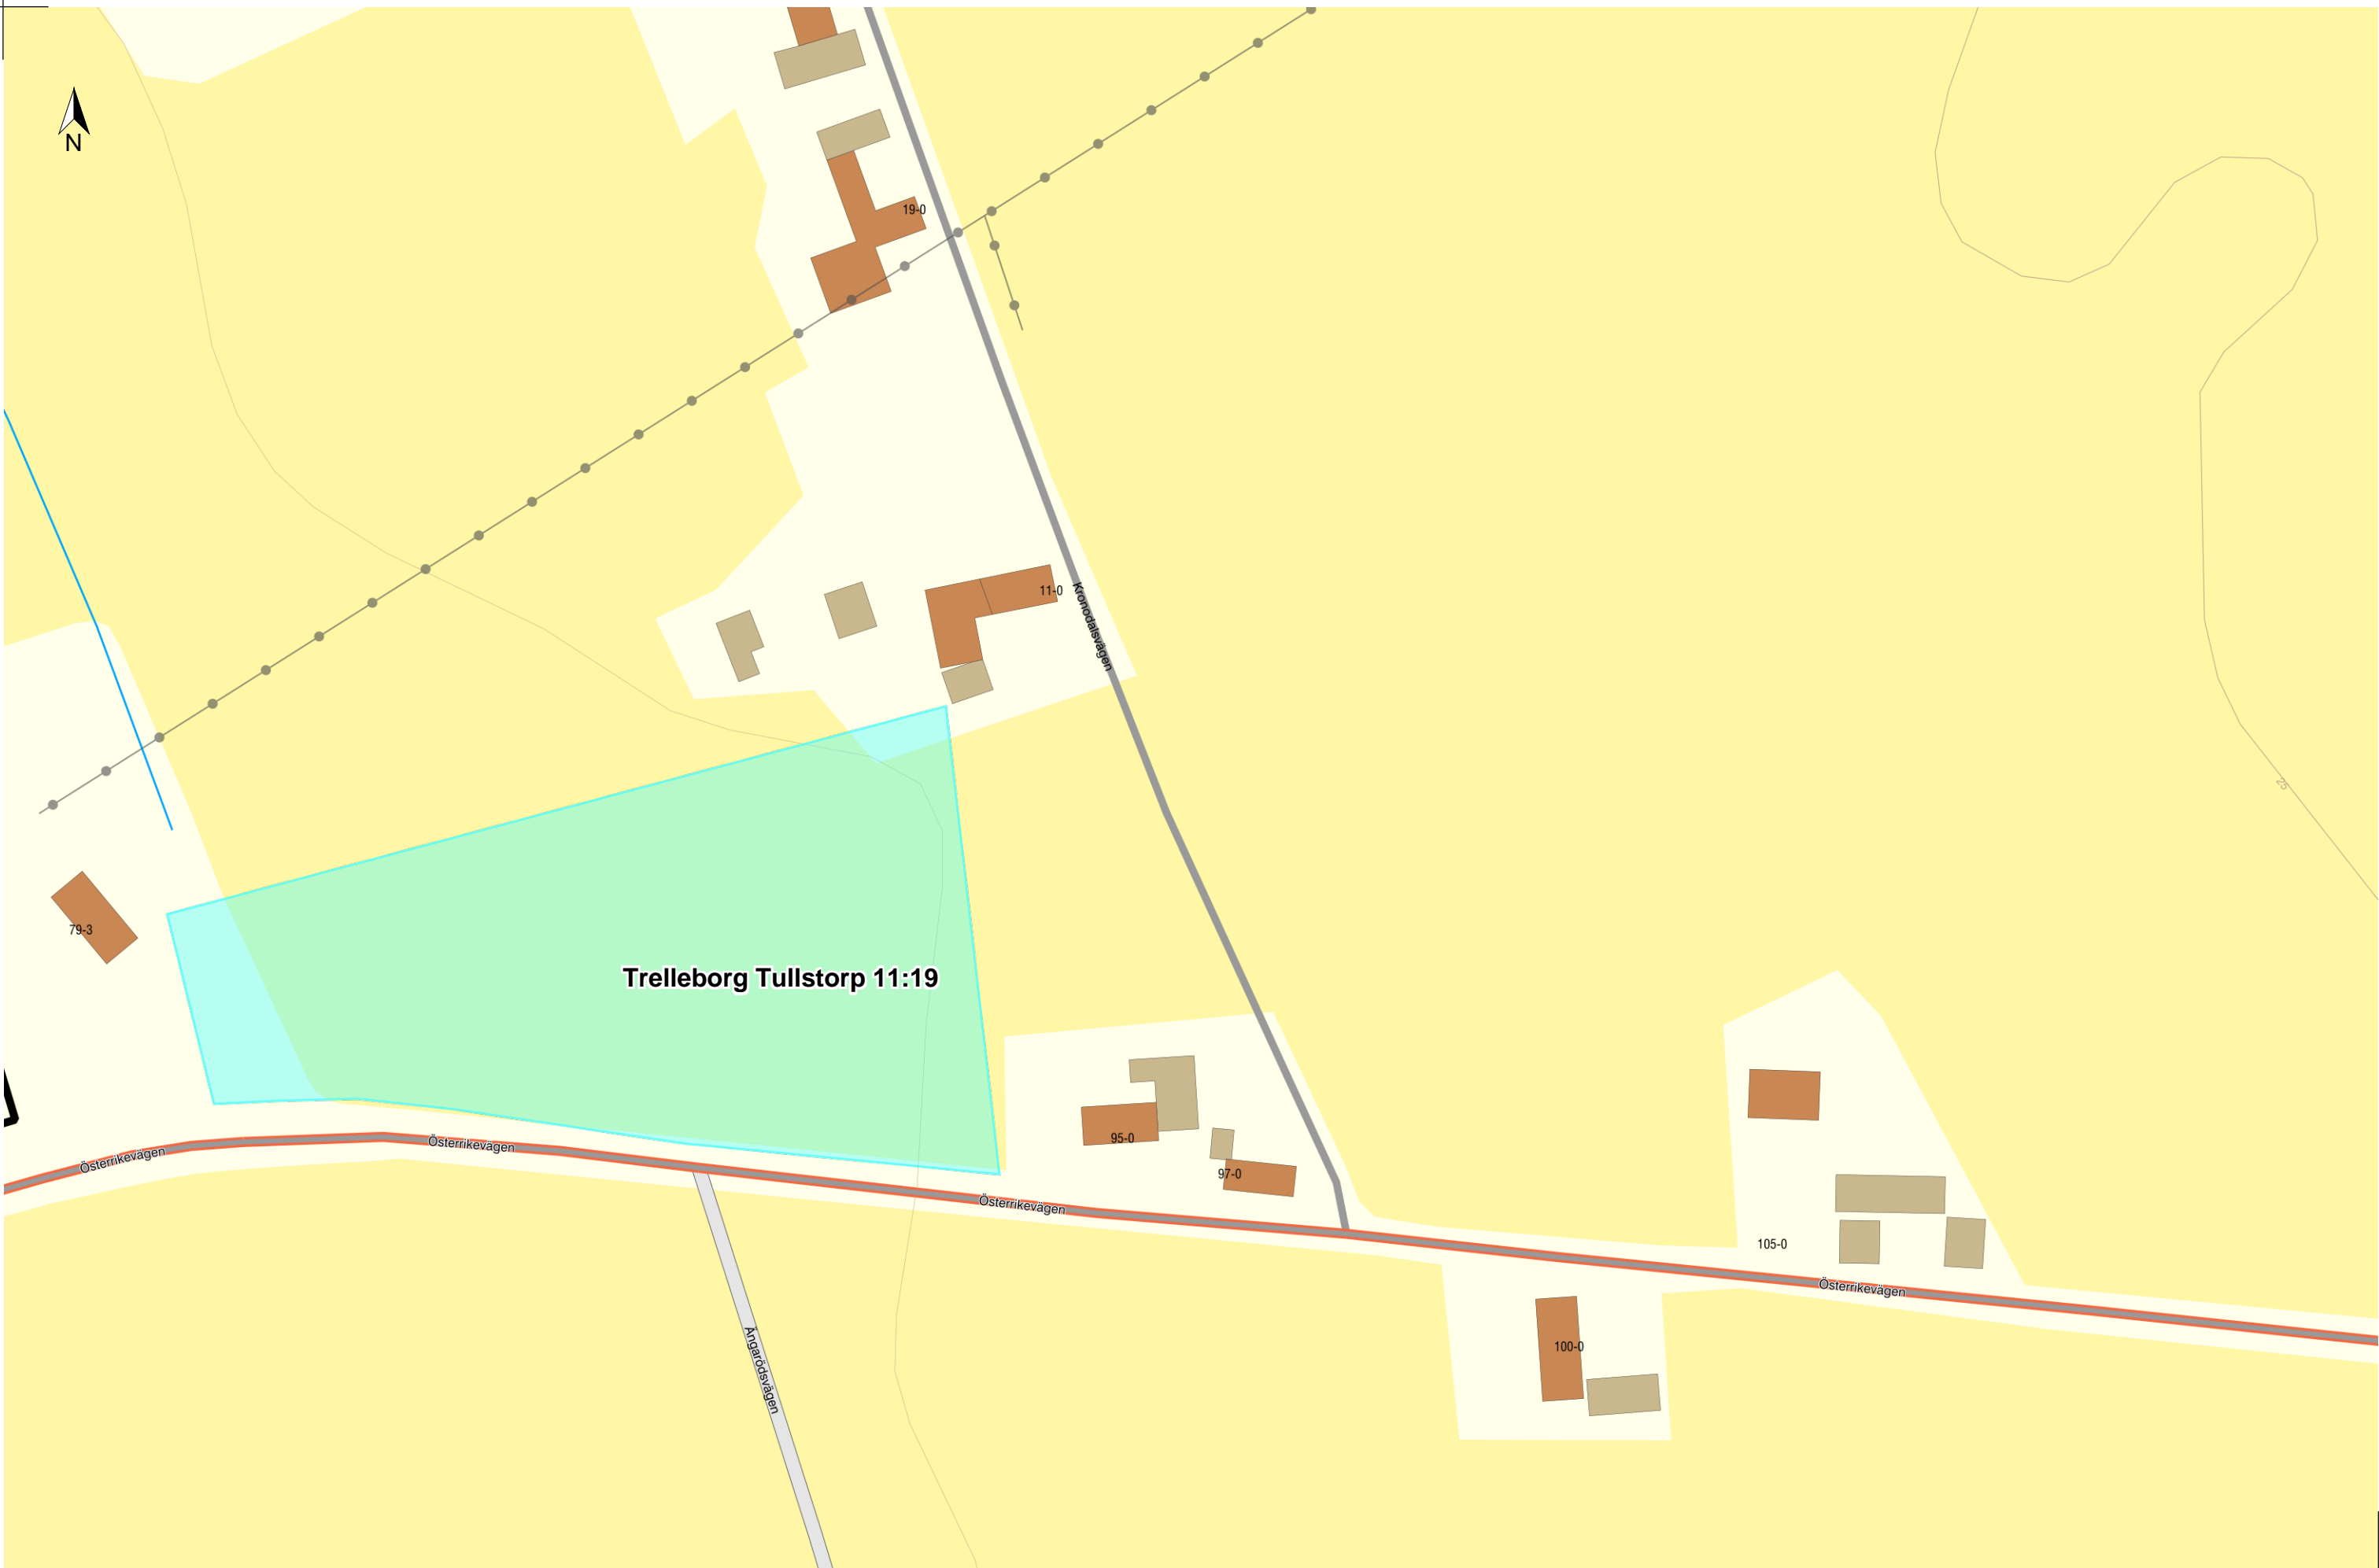 N
19-0
11-0
Kronodalsvägen
25
79-3
Trelleborg Tullstorp 11:19
95-0
97-0
Österrikevägen
Österrikevägen
Österrikevägen
105-0
Österrikevägen
100-0
Ängarödsvägen